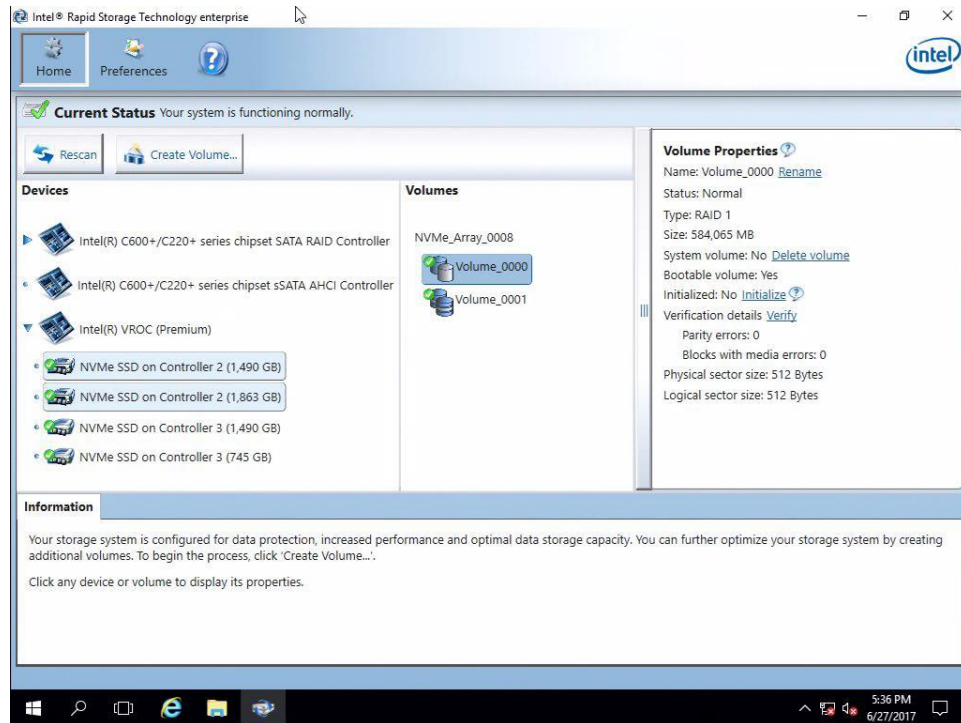 Intel® Rapid Storage Technology enterprise
Home
Preferences
?
intel
Current Status Your system is functioning normally.
Rescan
Create Volume...
Devices
Intel(R) C600+/C220+ series chipset SATA RAID Controller
Intel(R) C600+/C220+ series chipset sSATA AHCI Controller
Intel(R) VROC (Premium)
NVMe SSD on Controller 2 (1,490 GB)
NVMe SSD on Controller 2 (1,863 GB)
NVMe SSD on Controller 3 (1,490 GB)
NVMe SSD on Controller 3 (745 GB)
Volumes
NVMe_Array_0008
Volume_0000
Volume_0001
Volume Properties ?
Name: Volume_0000 Rename
Status: Normal
Type: RAID 1
Size: 584,065 MB
System volume: No Delete volume
Bootable volume: Yes
Initialized: No Initialize ?
Verification details Verify
Parity errors: 0
Blocks with media errors: 0
Physical sector size: 512 Bytes
Logical sector size: 512 Bytes
Information
Your storage system is configured for data protection, increased performance and optimal data storage capacity. You can further optimize your storage system by creating
additional volumes. To begin the process, click 'Create Volume...'.
Click any device or volume to display its properties.
5:36 PM
6/27/2017